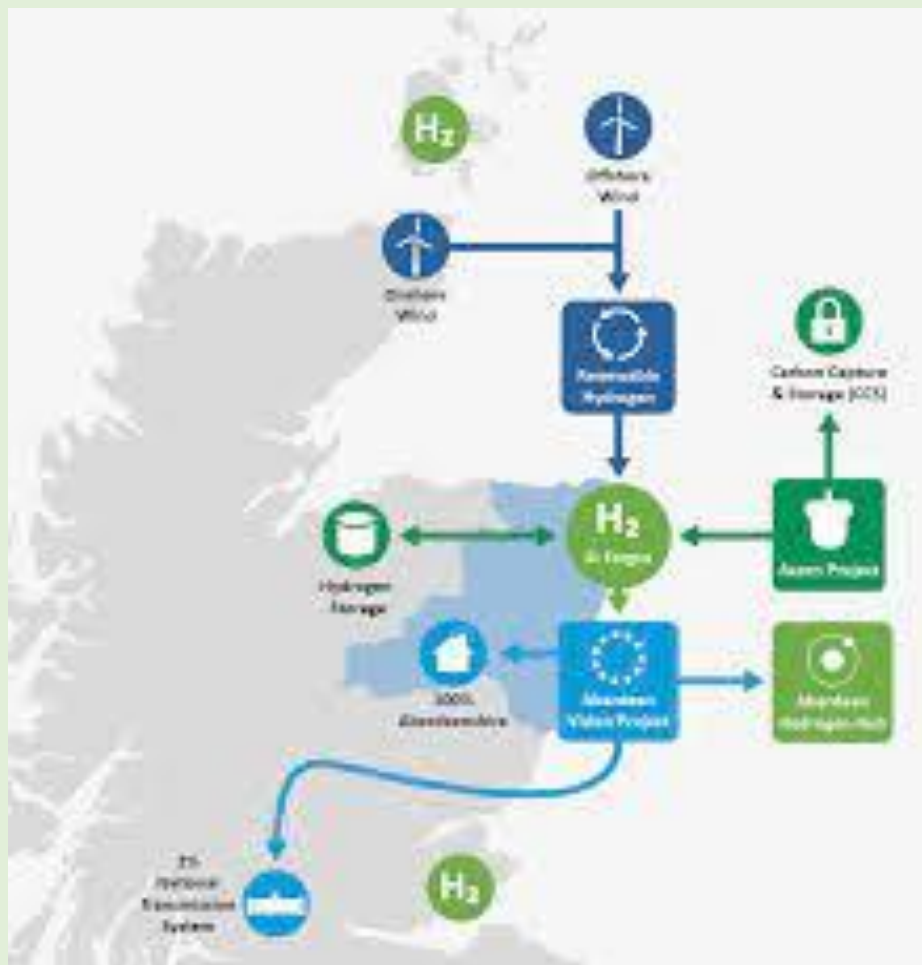 H₂
Offshore
Wind
Onshore
Wind
Renewable
Hydrogen
Carbon Capture
& Storage (CCS)
H₂
St Fergus
Acorn Project
Hydrogen
Storage
100%
Aberdeenshire
Aberdeen
Vision Project
Aberdeen
Hydrogen Hub
National
Transmission
System
H₂